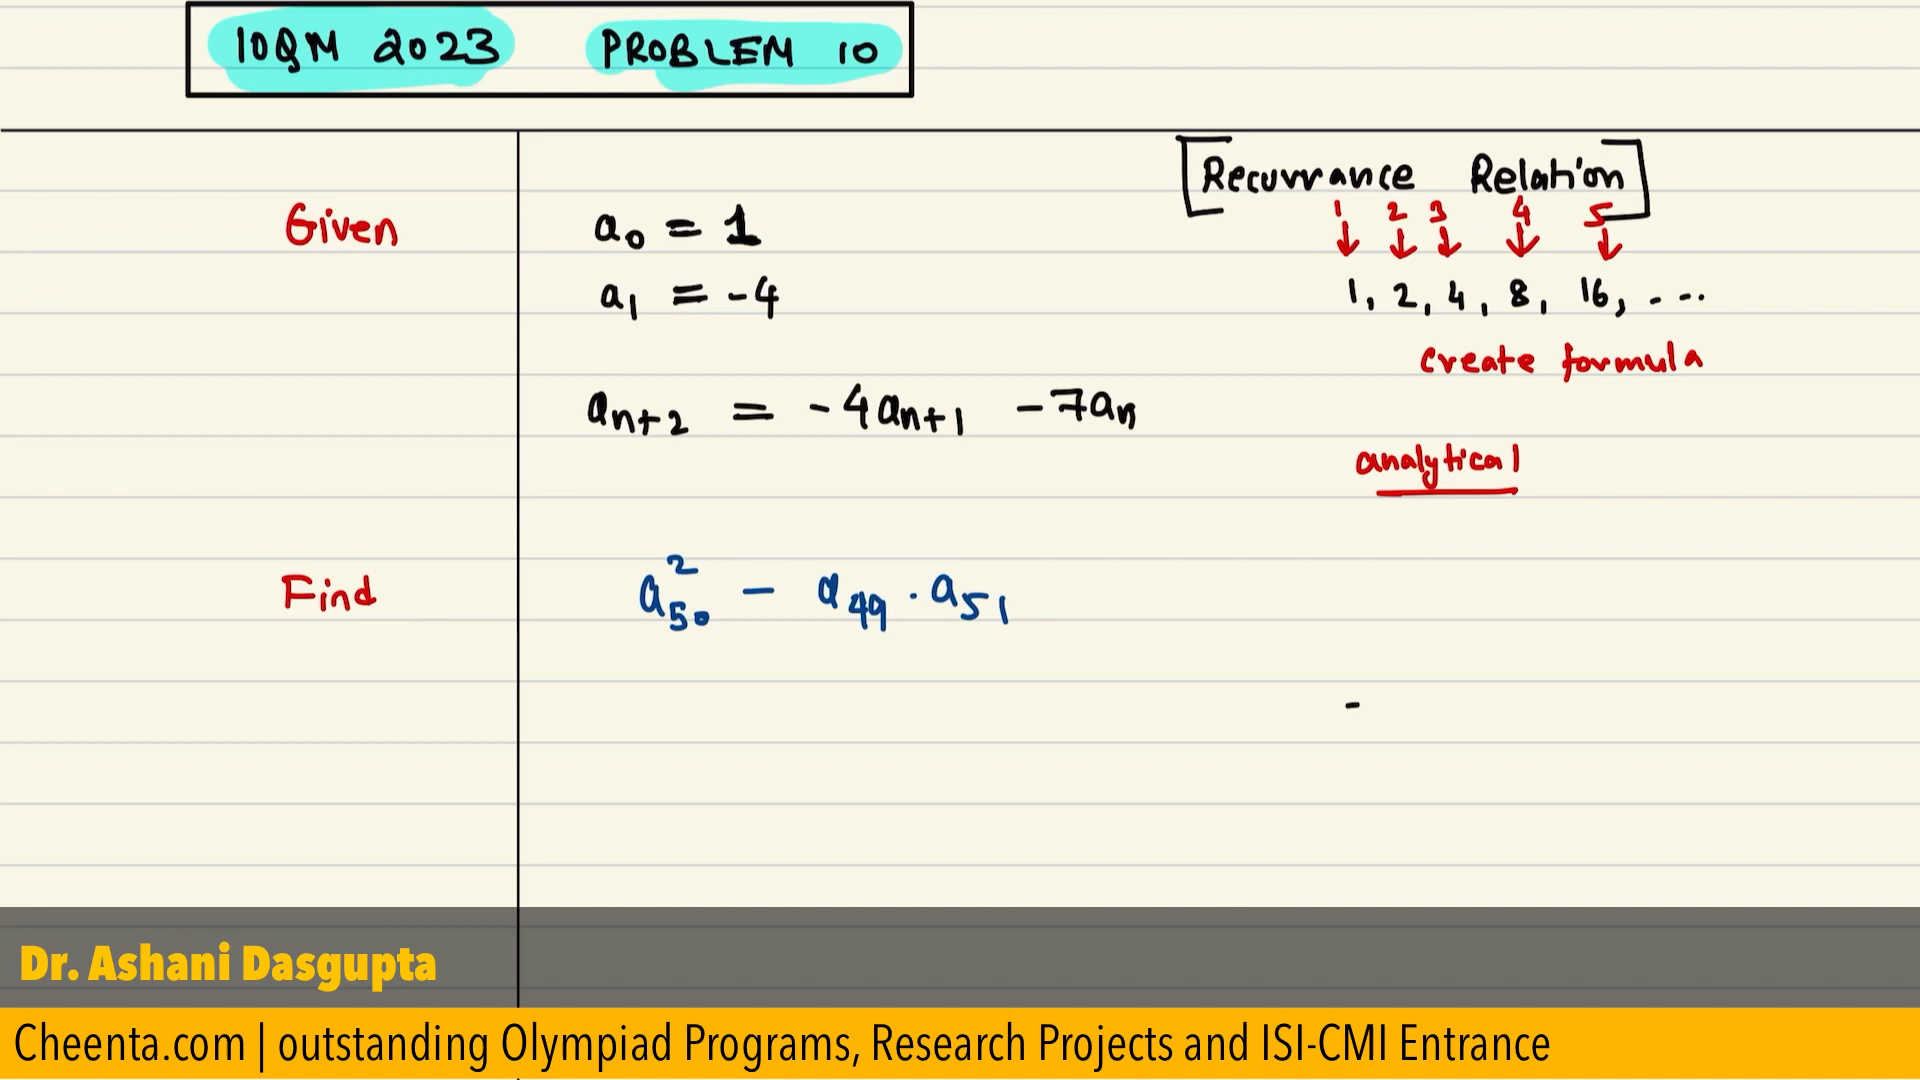 IOQM 2023 PROBLEM 10
[Recurrance Relation]
Given a₀ = 1
1 2 3 4 5
↓ ↓ ↓ ↓ ↓
a₁ = -4
1, 2, 4, 8, 16, ...
create formula
aₙ₊₂ = -4aₙ₊₁ -7aₙ
analytical
Find a₅₀² - a₄₉ · a₅₁
-
Dr. Ashani Dasgupta
Cheenta.com | outstanding Olympiad Programs, Research Projects and ISI-CMI Entrance